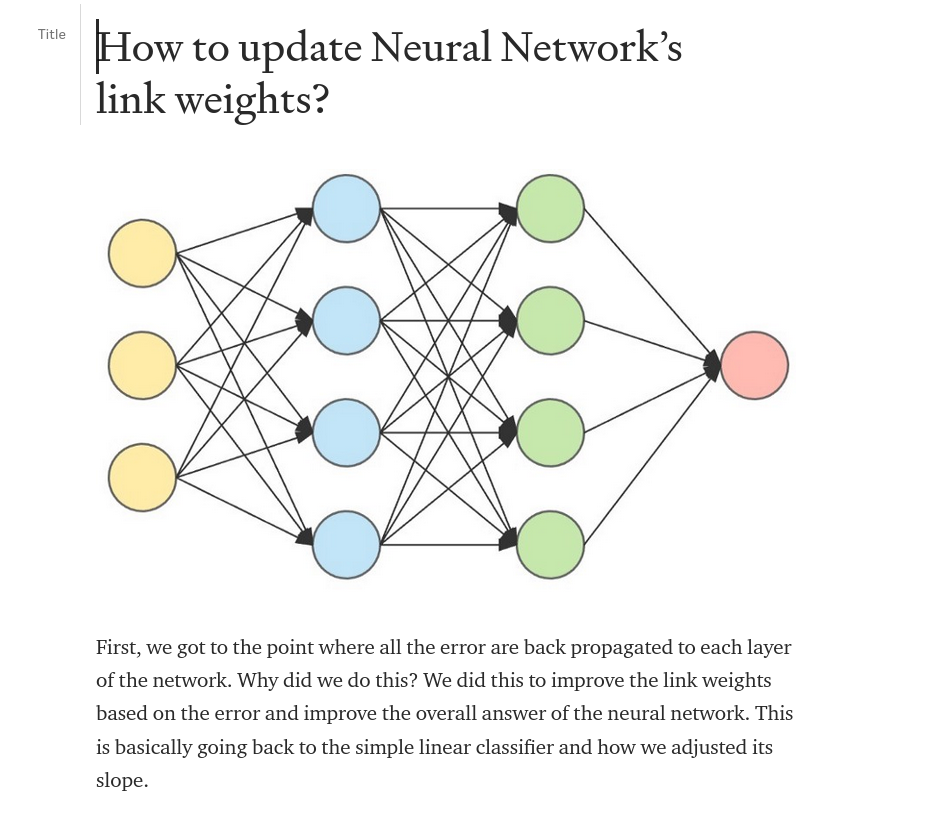 Title
How to update Neural Network’s
link weights?
First, we got to the point where all the error are back propagated to each layer
of the network. Why did we do this? We did this to improve the link weights
based on the error and improve the overall answer of the neural network. This
is basically going back to the simple linear classifier and how we adjusted its
slope.